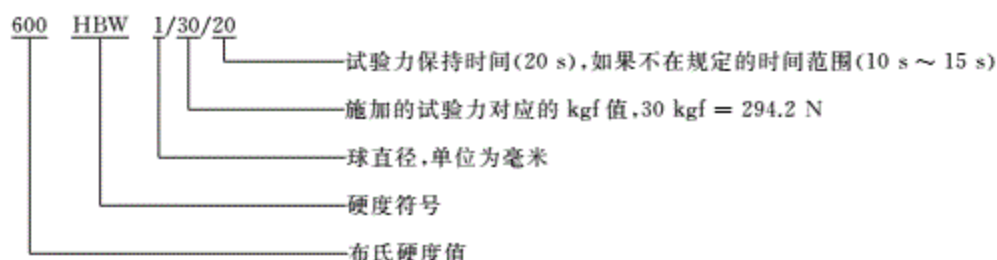 600 HBW 1/30/20
试验力保持时间(20 s),如果不在规定的时间范围(10 s～15 s)
施加的试验力对应的 kgf 值,30 kgf = 294.2 N
球直径,单位为毫米
硬度符号
布氏硬度值